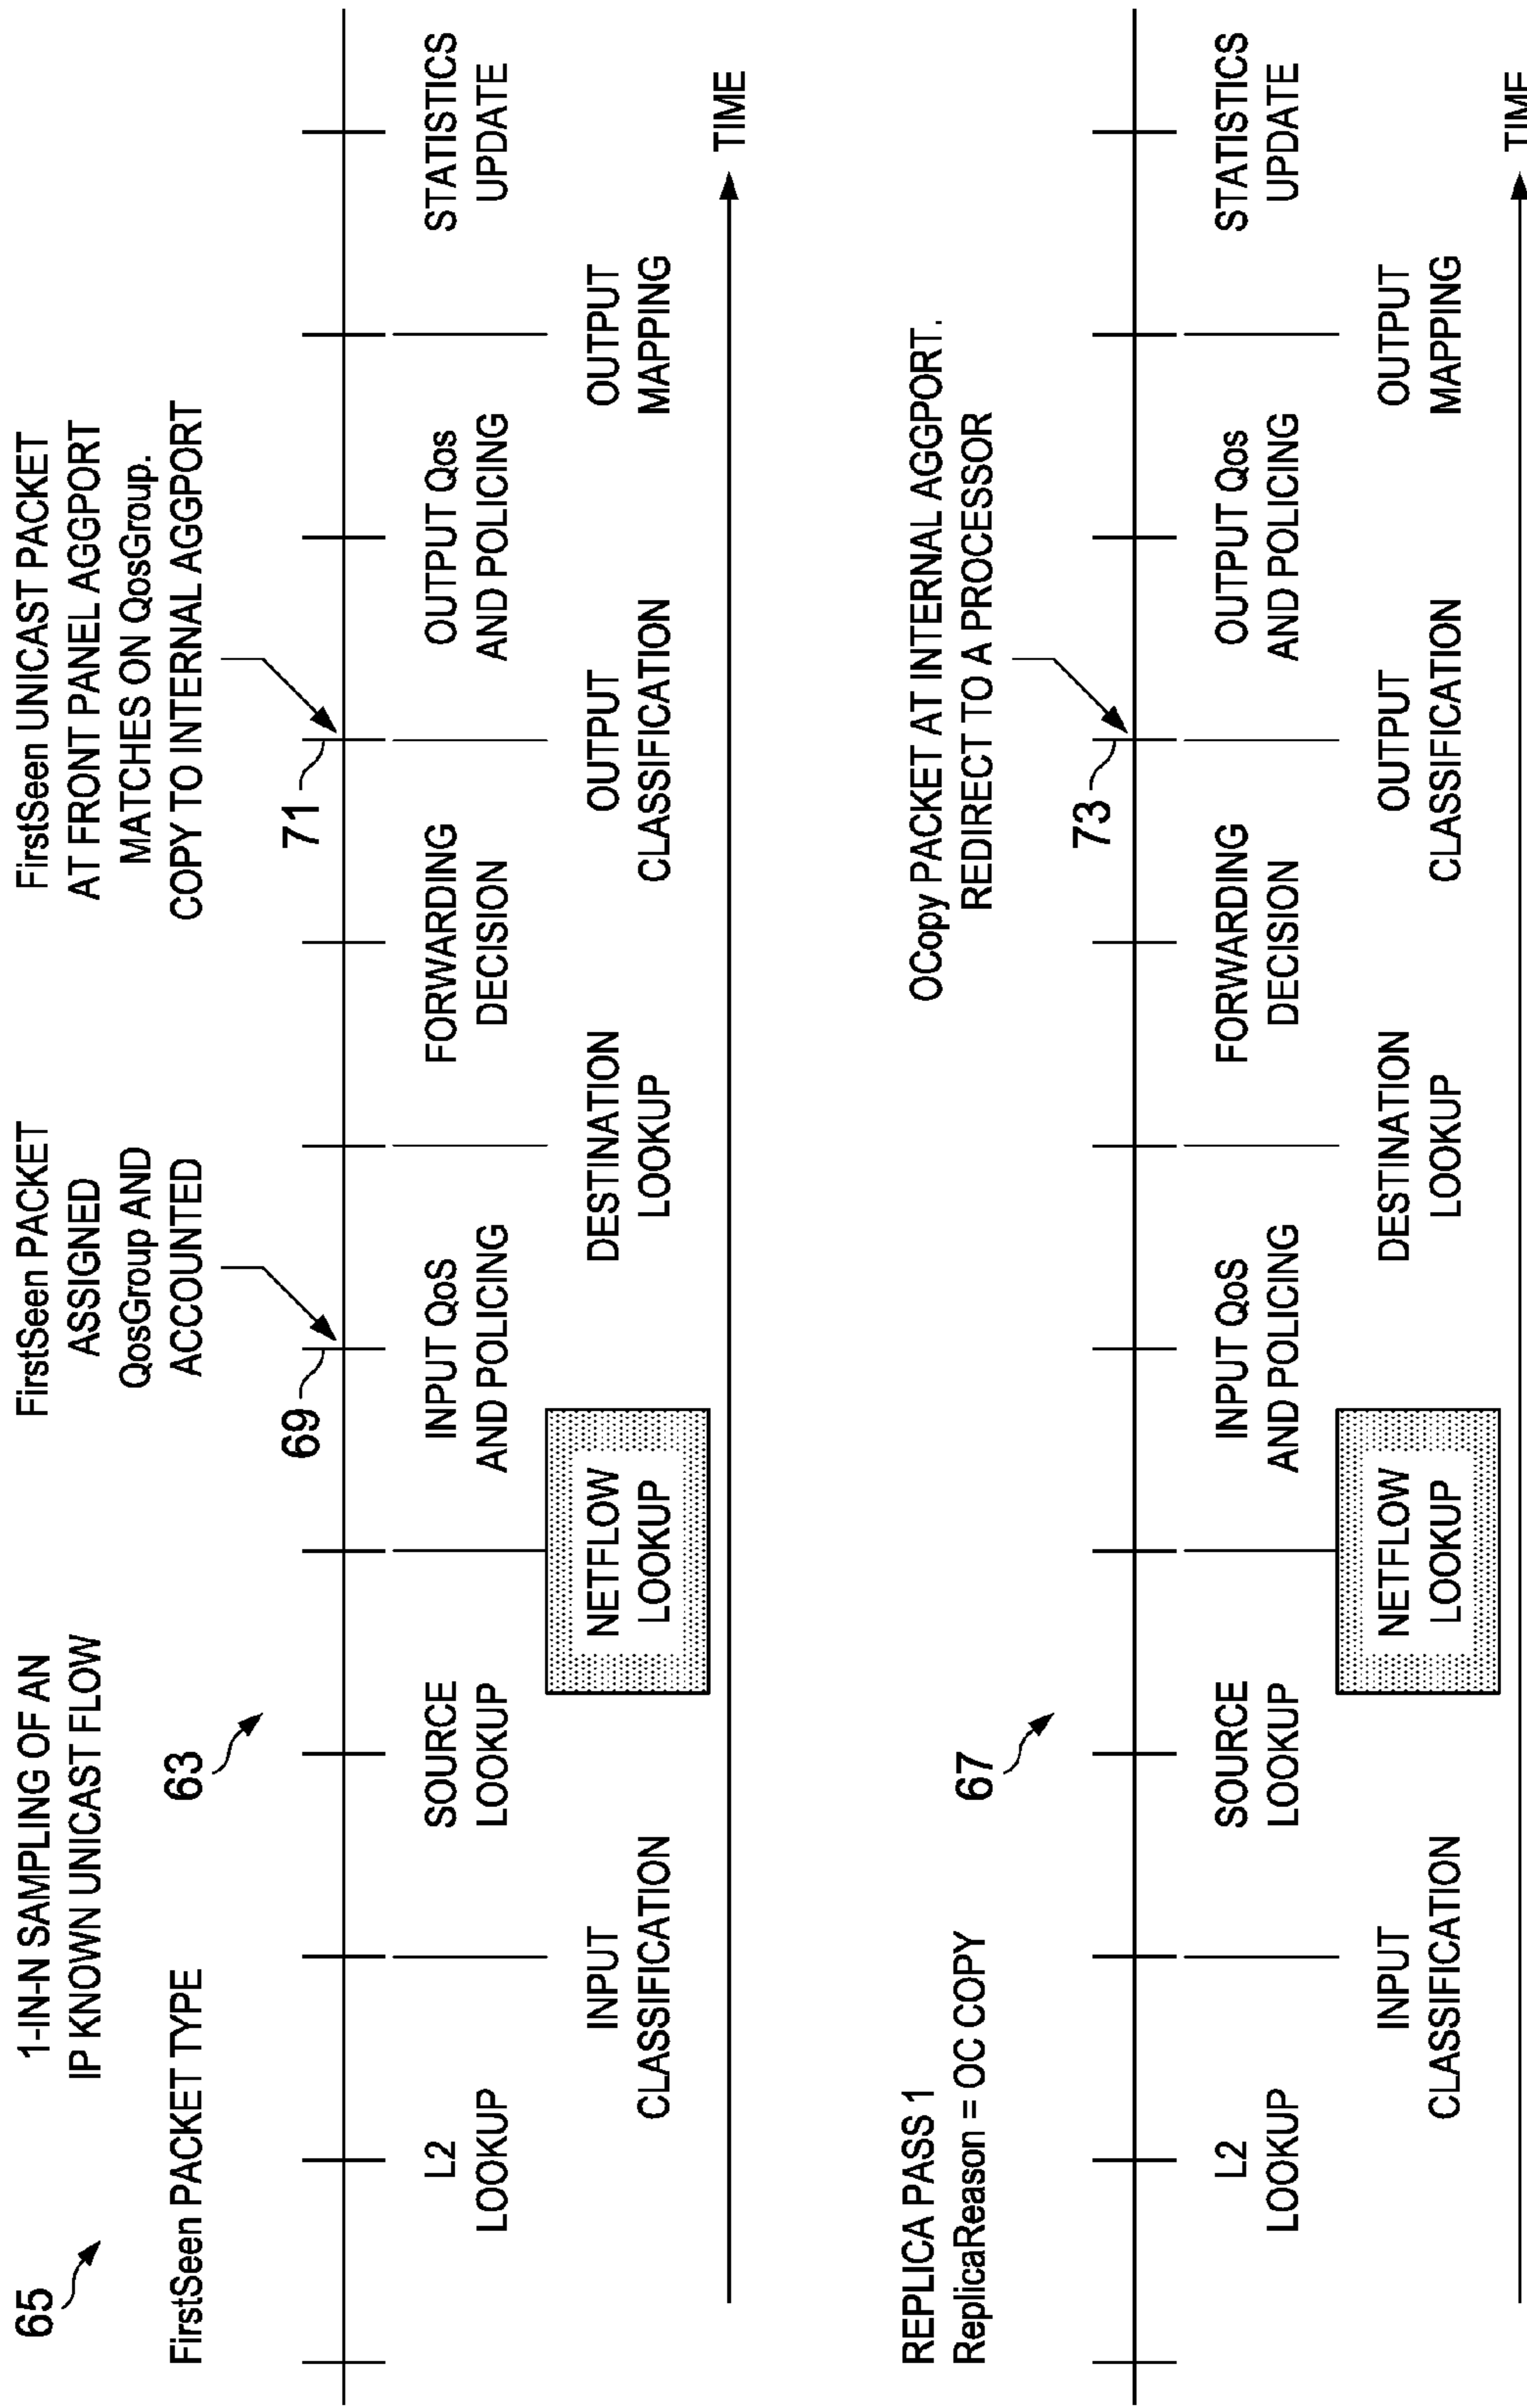 65
1-IN-N SAMPLING OF AN
IP KNOWN UNICAST FLOW
FirstSeen PACKET TYPE
63
FirstSeen PACKET
ASSIGNED
QosGroup AND
ACCOUNTED
69
FirstSeen UNICAST PACKET
AT FRONT PANEL AGGPORT
MATCHES ON QosGroup.
COPY TO INTERNAL AGGPORT
71
L2
LOOKUP
INPUT
CLASSIFICATION
SOURCE
LOOKUP
NETFLOW
LOOKUP
INPUT QoS
AND POLICING
DESTINATION
LOOKUP
FORWARDING
DECISION
OUTPUT
CLASSIFICATION
OUTPUT Qos
AND POLICING
OUTPUT
MAPPING
STATISTICS
UPDATE
TIME
REPLICA PASS 1
ReplicaReason = OC COPY
67
OCopy PACKET AT INTERNAL AGGPORT.
REDIRECT TO A PROCESSOR
73
L2
LOOKUP
INPUT
CLASSIFICATION
SOURCE
LOOKUP
NETFLOW
LOOKUP
INPUT QoS
AND POLICING
DESTINATION
LOOKUP
FORWARDING
DECISION
OUTPUT
CLASSIFICATION
OUTPUT Qos
AND POLICING
OUTPUT
MAPPING
STATISTICS
UPDATE
TIME